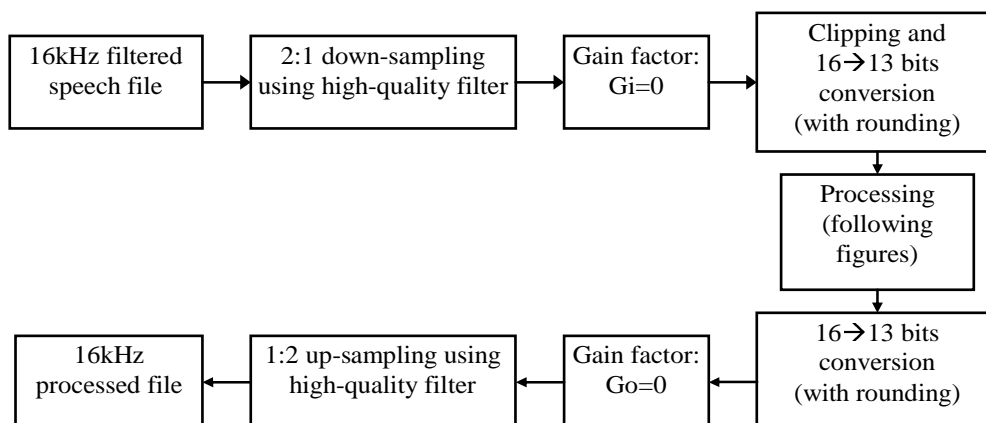 16kHz filtered
speech file
2:1 down-sampling
using high-quality filter
Gain factor:
Gi=0
Clipping and
16→13 bits
conversion
(with rounding)
Processing
(following
figures)
16→13 bits
conversion
(with rounding)
Gain factor:
Go=0
1:2 up-sampling using
high-quality filter
16kHz
processed file